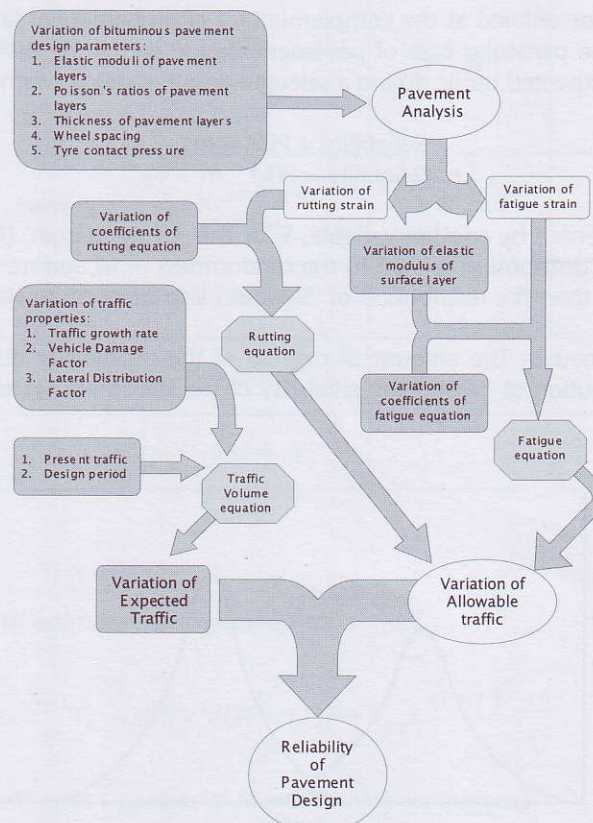 Variation of bituminous pavement
design parameters:
1. Elastic moduli of pavement
layers
2. Poisson's ratios of pavement
layers
3. Thickness of pavement layers
4. Wheel spacing
5. Tyre contact pressure
Pavement
Analysis
Variation of
rutting strain
Variation of
fatigue strain
Variation of
coefficients of
rutting equation
Variation of elastic
modulus of
surface layer
Variation of traffic
properties:
1. Traffic growth rate
2. Vehicle Damage
Factor
3. Lateral Distribution
Factor
Rutting
equation
Variation of
coefficients of
fatigue equation
Fatigue
equation
1. Present traffic
2. Design period
Traffic
Volume
equation
Variation of
Expected
Traffic
Variation of
Allowable
traffic
Reliability
of
Pavement
Design